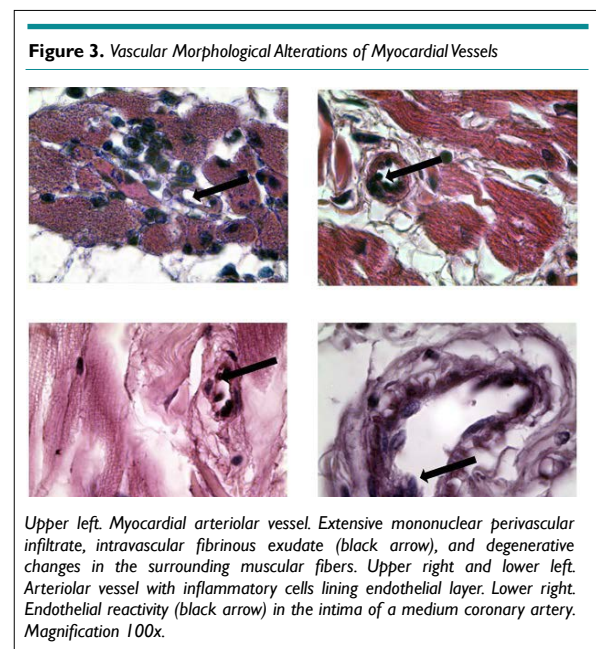 Figure 3. Vascular Morphological Alterations of Myocardial Vessels
Upper left. Myocardial arteriolar vessel. Extensive mononuclear perivascular
infiltrate, intravascular fibrinous exudate (black arrow), and degenerative
changes in the surrounding muscular fibers. Upper right and lower left.
Arteriolar vessel with inflammatory cells lining endothelial layer. Lower right.
Endothelial reactivity (black arrow) in the intima of a medium coronary artery.
Magnification 100x.